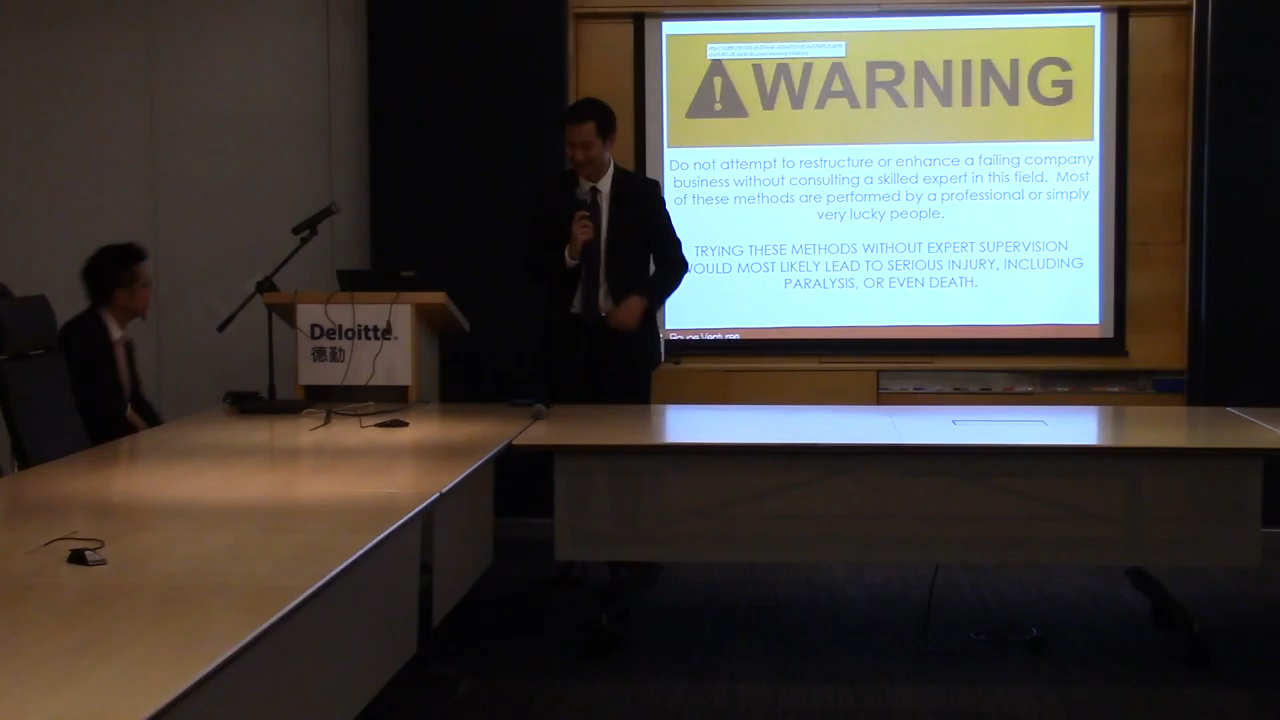 WARNING
Do not attempt to restructure or enhance a failing company
business without consulting a skilled expert in this field. Most
of these methods are performed by a professional or simply
very lucky people.
TRYING THESE METHODS WITHOUT EXPERT SUPERVISION
WOULD MOST LIKELY LEAD TO SERIOUS INJURY, INCLUDING
PARALYSIS, OR EVEN DEATH.
Deloitte.
德勤